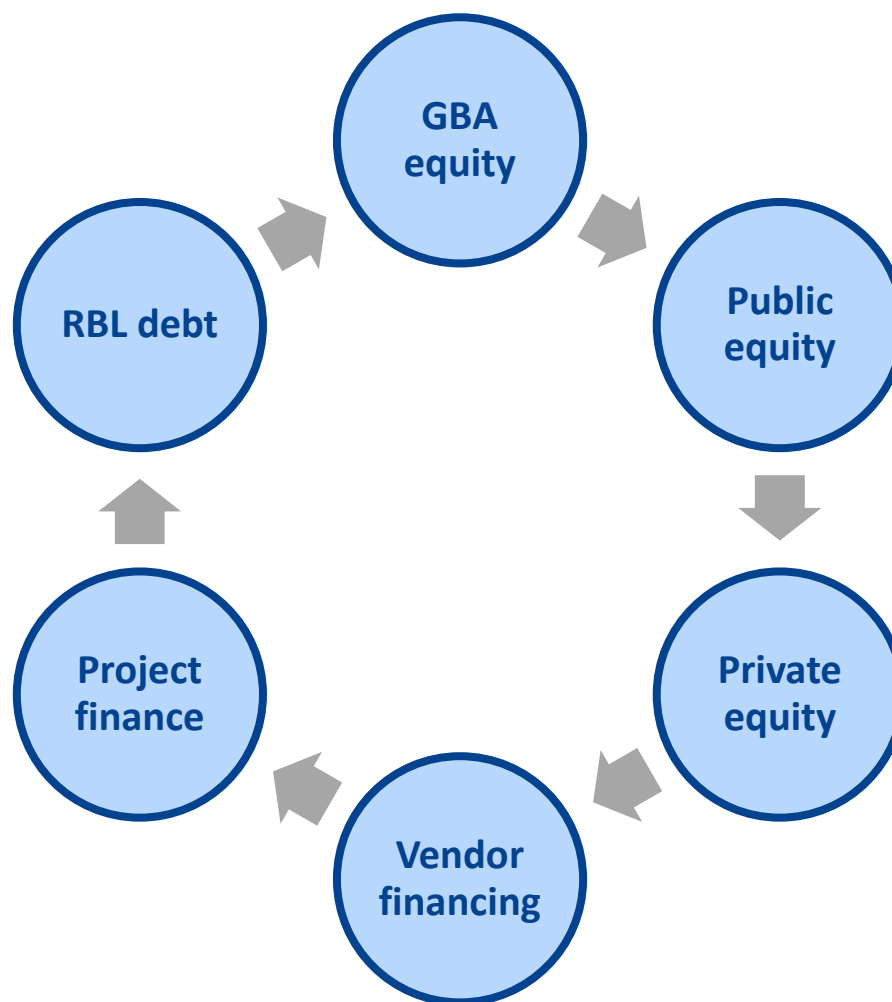 GBA
equity
Public
equity
Private
equity
Vendor
financing
Project
finance
RBL debt